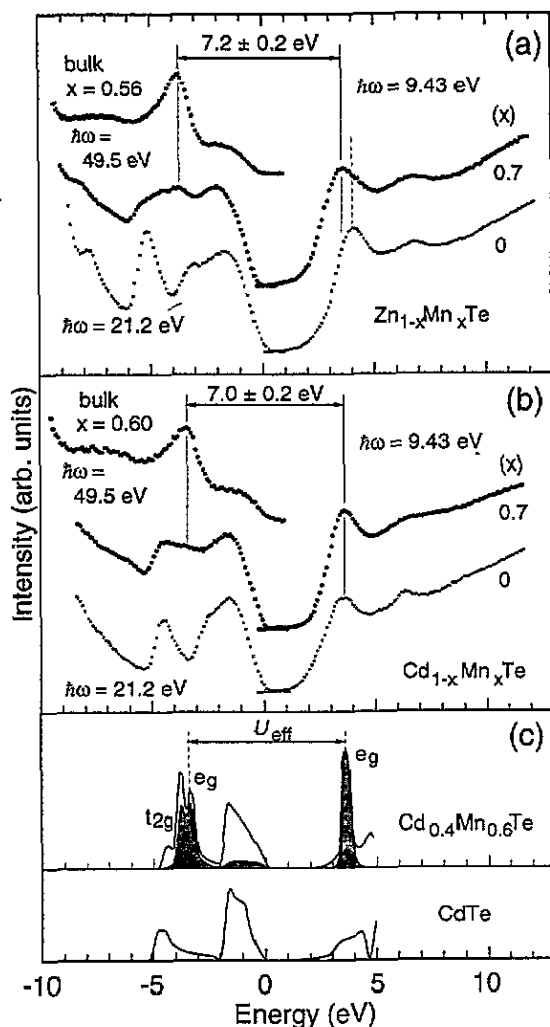 (a)
7.2 ± 0.2 eV
bulk
x = 0.56
ħω = 9.43 eV
ħω =
49.5 eV
(x)
0.7
0
ħω = 21.2 eV
Zn1-xMnxTe
(b)
7.0 ± 0.2 eV
bulk
x = 0.60
ħω = 9.43 eV
ħω =
49.5 eV
(x)
0.7
0
ħω = 21.2 eV
Cd1-xMnxTe
(c)
Ueff
eg
eg
t2g
Cd0.4Mn0.6Te
CdTe
Intensity (arb. units)
-10 -5 0 5 10
Energy (eV)